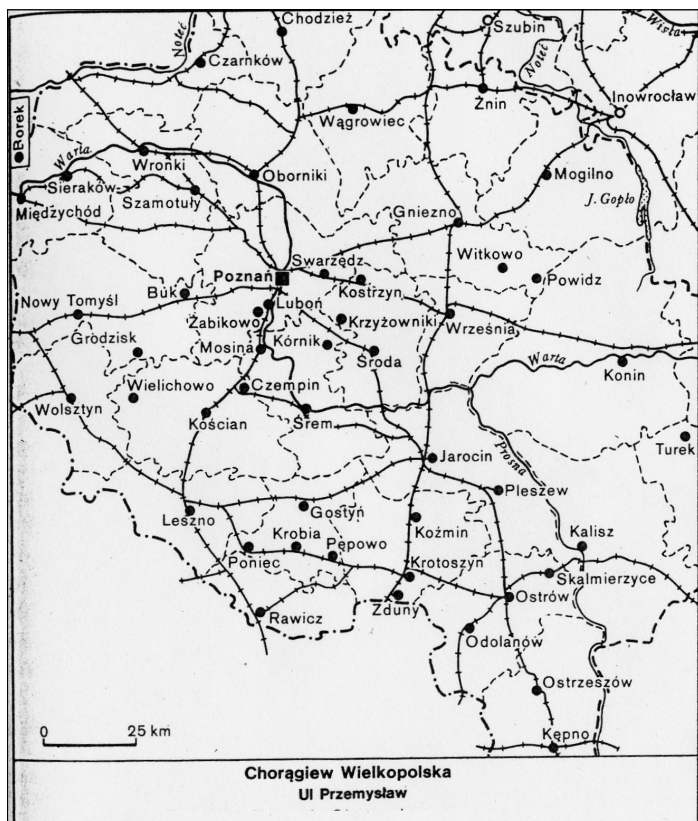 Chodzież
Szubin
Noteć
Noteć
Wisła
Czarnków
Żnin
Inowrocław
Wągrowiec
Borek
Warta
Wronki
Oborniki
Sieraków
Mogilno
Międzychód
Szamotuły
J. Gopło
Gniezno
Swarzędz
Witkowo
Poznań
Powidz
Buk
Kostrzyn
Nowy Tomyśl
Luboń
Żabikowo
Krzyżowniki
Września
Grodzisk
Mosina
Kórnik
Środa
Warta
Konin
Wielichowo
Czempin
Wolsztyn
Kościan
Śrem
Prosna
Turek
Jarocin
Pleszew
Leszno
Gostyń
Koźmin
Kalisz
Krobia
Poniec
Pępowo
Krotoszyn
Skalmierzyce
Zduny
Ostrów
Rawicz
Odolanów
Ostrzeszów
0 25 km
Kępno
Chorągiew Wielkopolska
Ul Przemysław